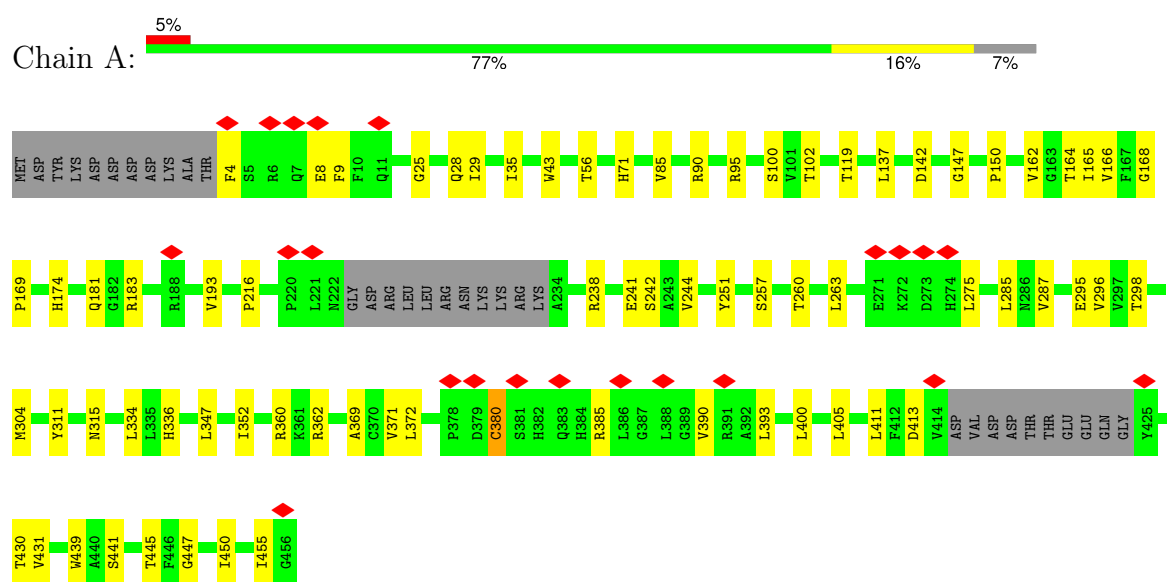 5%
Chain A:
77% 16% 7%
MET ASP TYR LYS ASP ASP ASP ASP LYS ALA THR F4 S5 R6 Q7 E8 F9 F10 Q11 G25 Q28 I29 I35 W43 T56 H71 V85 R90 R95 S100 V101 T102 T119 L137 D142 G147 P150 V162 G163 T164 I165 V166 F167 G168
P169 H174 Q181 G182 R183 R188 V193 P216 P220 L221 N222 GLY ASP ARG LEU LEU ARG ASN LYS LYS ARG LYS A234 R238 E241 S242 A243 V244 Y251 S257 T260 L263 E271 K272 D273 H274 L275 L285 N286 V287 E295 V296 V297 T298
M304 Y311 N315 L334 L335 H336 L347 I352 R360 K361 R362 A369 C370 V371 L372 P378 D379 C380 S381 H382 Q383 H384 R385 L386 G387 L388 G389 V390 R391 A392 L393 L400 L405 L411 F412 D413 V414 ASP VAL ASP ASP THR THR GLU GLU GLN GLY Y425
T430 V431 W439 A440 S441 T445 F446 G447 I450 I455 G456